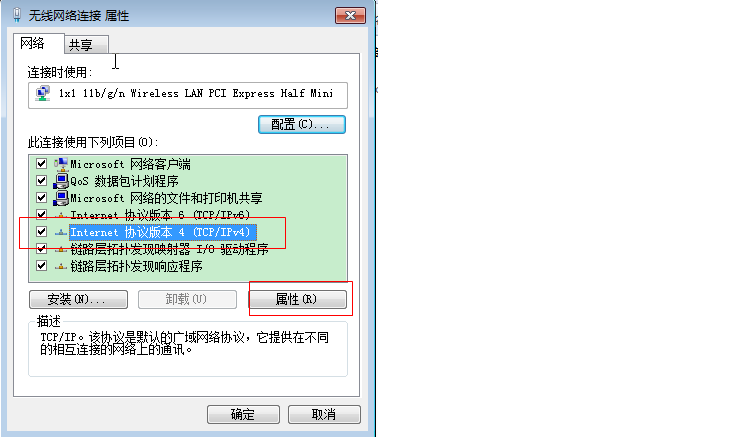 无线网络连接 属性
网络
共享
连接时使用:
1x1 11b/g/n Wireless LAN PCI Express Half Mini
配置(C)...
此连接使用下列项目(O):
Microsoft 网络客户端
QoS 数据包计划程序
Microsoft 网络的文件和打印机共享
Internet 协议版本 6 (TCP/IPv6)
Internet 协议版本 4 (TCP/IPv4)
链路层拓扑发现映射器 I/O 驱动程序
链路层拓扑发现响应程序
安装(N)...
卸载(U)
属性(R)
描述
TCP/IP。该协议是默认的广域网络协议，它提供在不同
的相互连接的网络上的通讯。
确定
取消